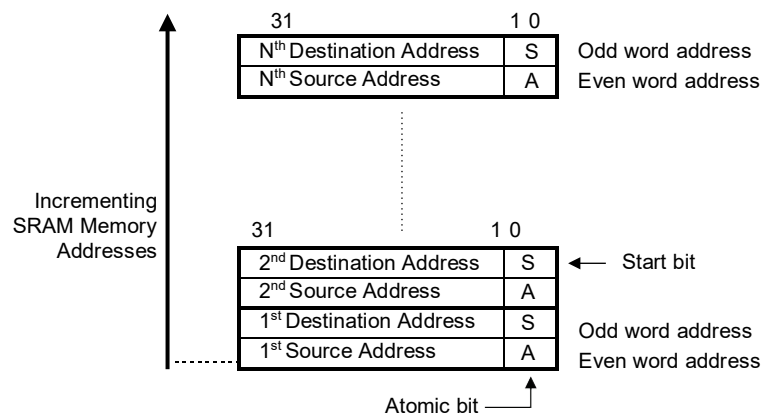 31 1 0
Nth Destination Address S Odd word address
Nth Source Address A Even word address
Incrementing
SRAM Memory
Addresses
31 1 0
2nd Destination Address S Start bit
2nd Source Address A
1st Destination Address S Odd word address
1st Source Address A Even word address
Atomic bit